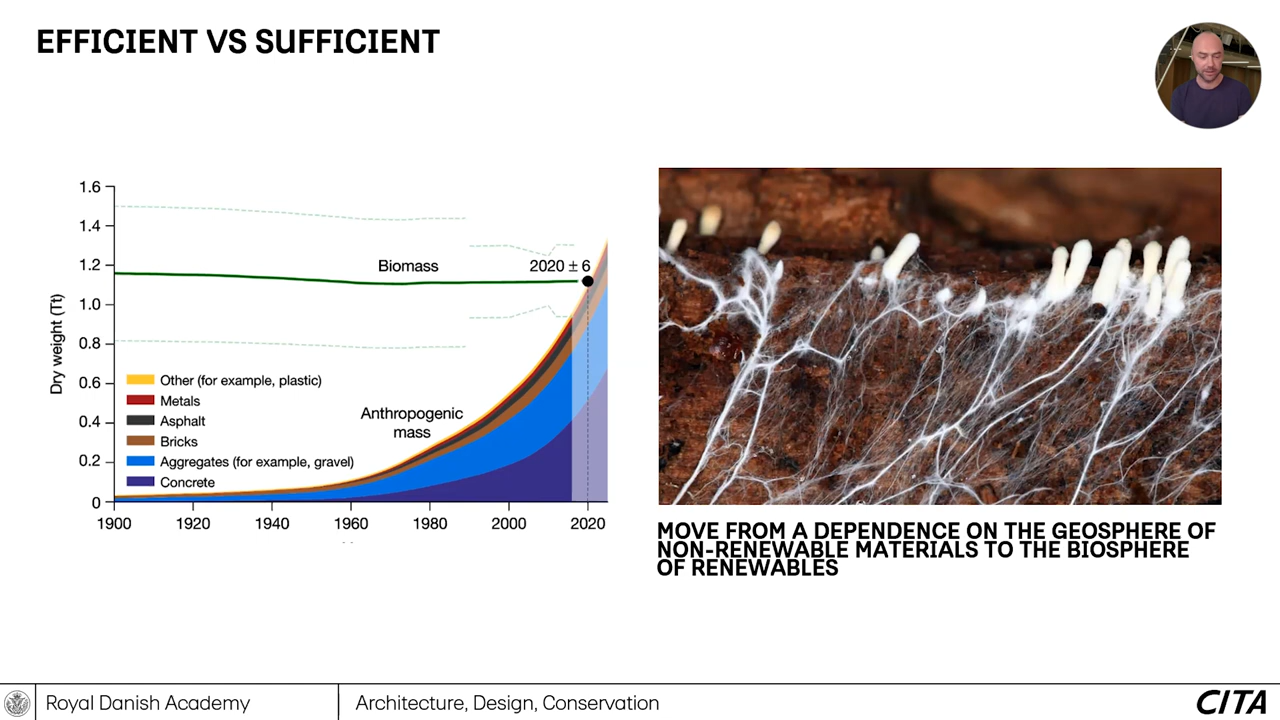 EFFICIENT VS SUFFICIENT
1.6
1.4
1.2
1.0
0.8
0.6
0.4
0.2
0
Dry weight (Tt)
Biomass
2020 ± 6
Anthropogenic
mass
Other (for example, plastic)
Metals
Asphalt
Bricks
Aggregates (for example, gravel)
Concrete
1900 1920 1940 1960 1980 2000 2020
MOVE FROM A DEPENDENCE ON THE GEOSPHERE OF
NON-RENEWABLE MATERIALS TO THE BIOSPHERE
OF RENEWABLES
Royal Danish Academy
Architecture, Design, Conservation
CITA